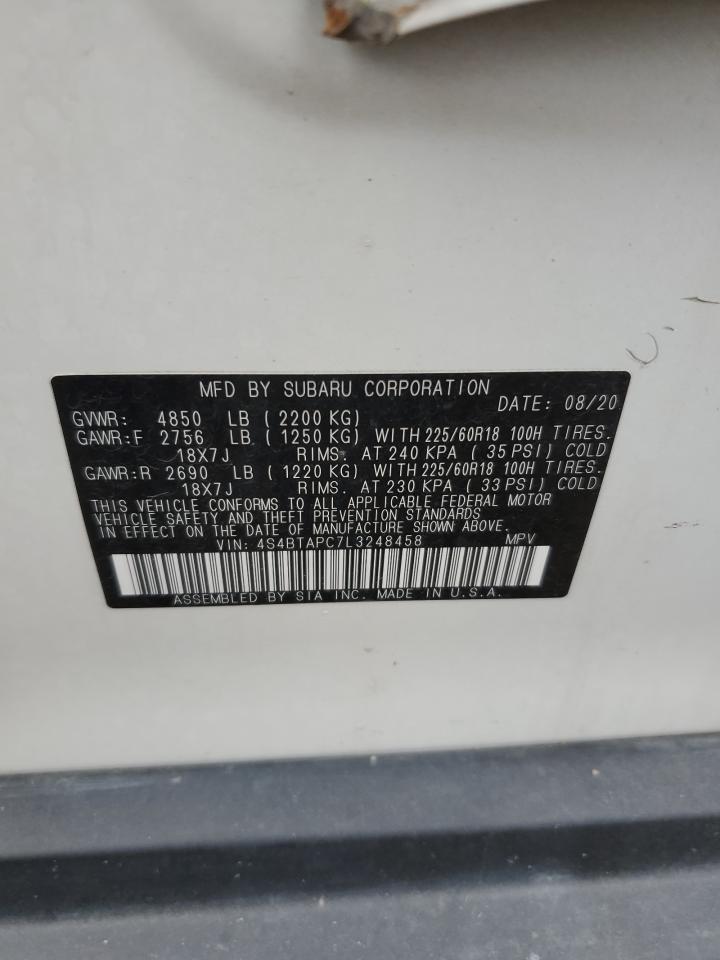 MFD BY SUBARU CORPORATION
DATE: 08/20
GVWR: 4850 LB ( 2200 KG)
GAWR:F 2756 LB ( 1250 KG) WITH 225/60R18 100H TIRES.
18X7J RIMS. AT 240 KPA ( 35 PSI) COLD
GAWR:R 2690 LB ( 1220 KG) WITH 225/60R18 100H TIRES.
18X7J RIMS. AT 230 KPA ( 33 PSI) COLD
THIS VEHICLE CONFORMS TO ALL APPLICABLE FEDERAL MOTOR
VEHICLE SAFETY AND THEFT PREVENTION STANDARDS
IN EFFECT ON THE DATE OF MANUFACTURE SHOWN ABOVE.
VIN: 4S4BTAPC7L3248458 MPV
ASSEMBLED BY SIA INC. MADE IN U.S.A.